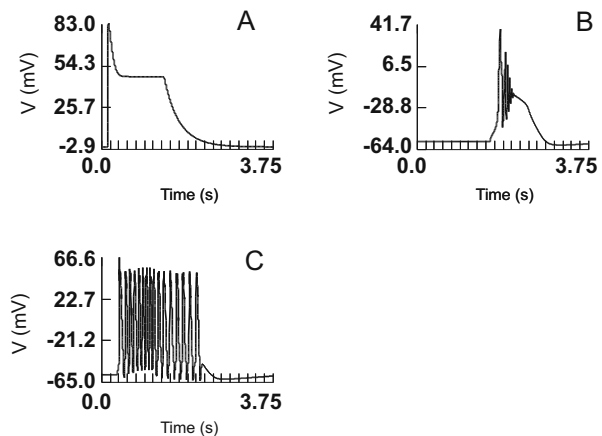 A
83.0
54.3
25.7
-2.9
V (mV)
0.0
3.75
Time (s)
B
41.7
6.5
-28.8
-64.0
V (mV)
0.0
3.75
Time (s)
C
66.6
22.7
-21.2
-65.0
V (mV)
0.0
3.75
Time (s)